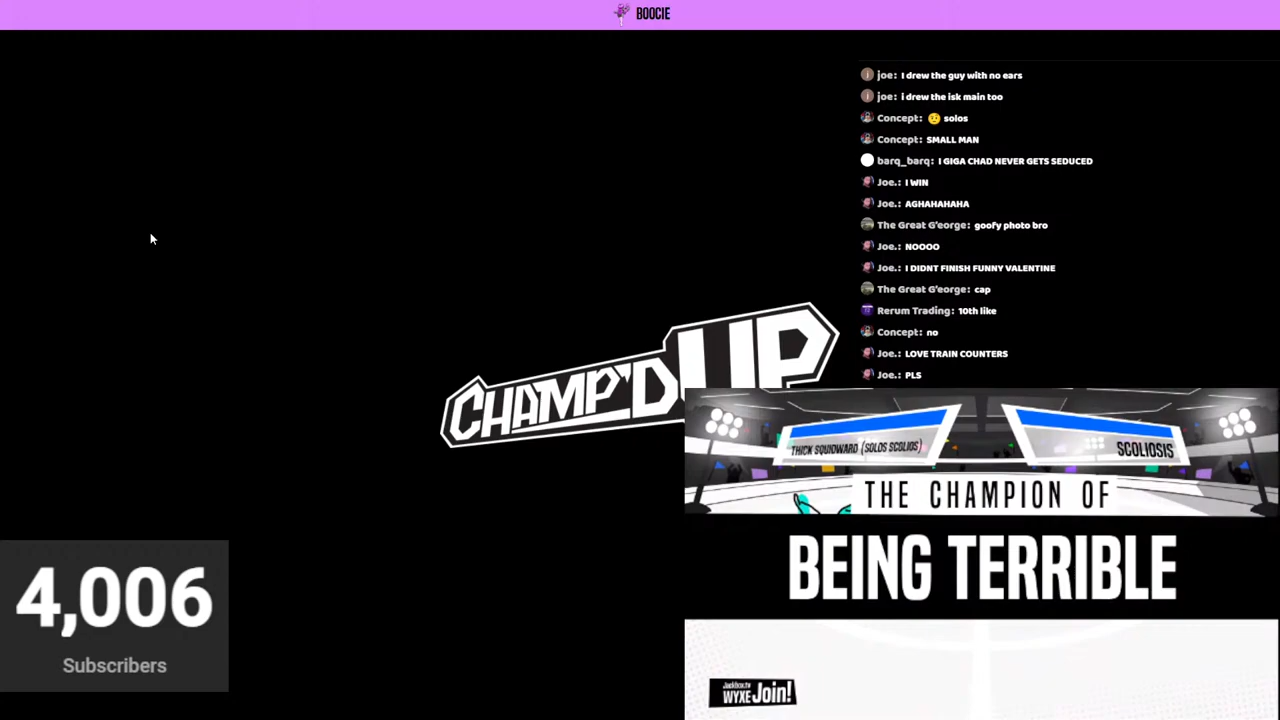 BOOCIE
joe: I drew the guy with no ears
joe: i drew the isk main too
Concept: 🤨 solos
Concept: SMALL MAN
barq_barq: I GIGA CHAD NEVER GETS SEDUCED
Joe.: I WIN
Joe.: AGHAHAHAHA
The Great G'eorge: goofy photo bro
Joe.: NOOOO
Joe.: I DIDNT FINISH FUNNY VALENTINE
The Great G'eorge: cap
Rerum Trading: 10th like
Concept: no
Joe.: LOVE TRAIN COUNTERS
Joe.: PLS
CHAMP'D UP
THICK SQUIDWARD (SOLOS SCOLIOS)
SCOLIOSIS
THE CHAMPION OF
BEING TERRIBLE
4,006
Subscribers
Jackbox.tv
WYXE Join!